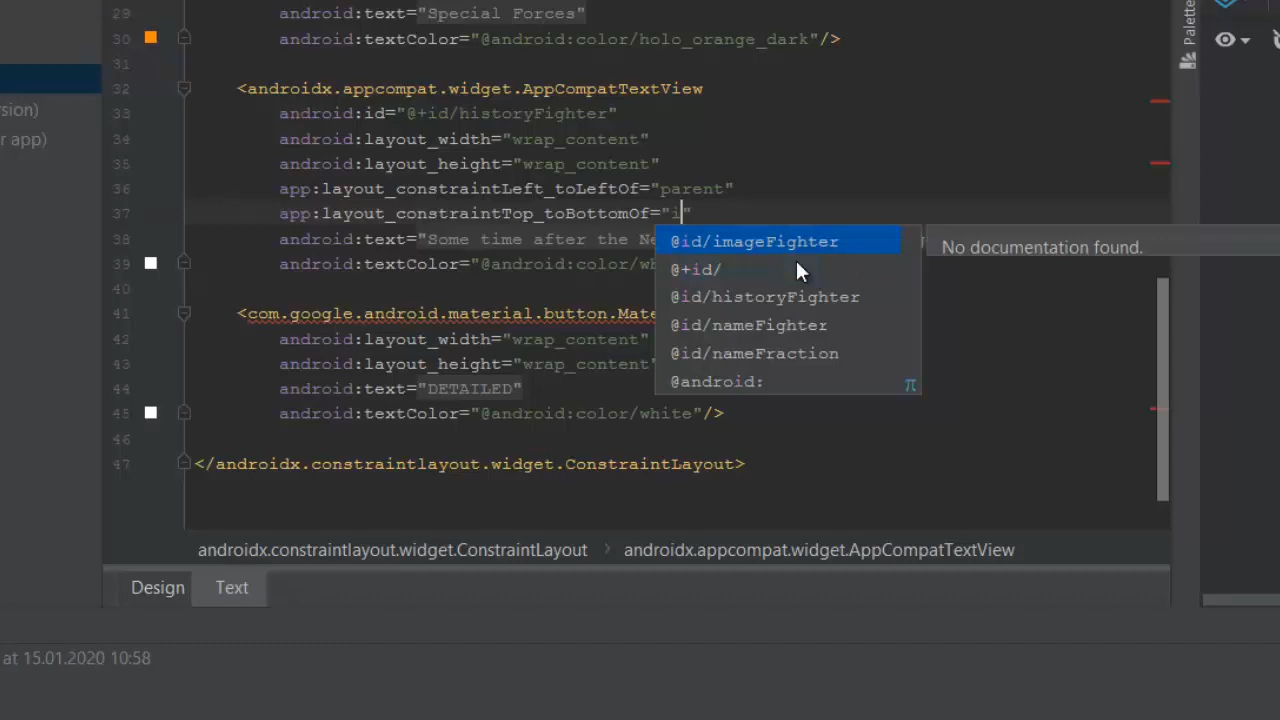 29 android:text="Special Forces"
30 android:textColor="@android:color/holo_orange_dark"/>
31
32 <androidx.appcompat.widget.AppCompatTextView
33 android:id="@+id/historyFighter"
34 android:layout_width="wrap_content"
35 android:layout_height="wrap_content"
36 app:layout_constraintLeft_toLeftOf="parent"
37 app:layout_constraintTop_toBottomOf="i"
38 android:text="Some time after the Ne
39 android:textColor="@android:color/wh
40
41 <com.google.android.material.button.Mate
42 android:layout_width="wrap_content"
43 android:layout_height="wrap_content"
44 android:text="DETAILED"
45 android:textColor="@android:color/white"/>
46
47 </androidx.constraintlayout.widget.ConstraintLayout>
@id/imageFighter
@+id/
@id/historyFighter
@id/nameFighter
@id/nameFraction
@android:
π
No documentation found.
rsion)
r app)
Palette
androidx.constraintlayout.widget.ConstraintLayout › androidx.appcompat.widget.AppCompatTextView
Design Text
at 15.01.2020 10:58